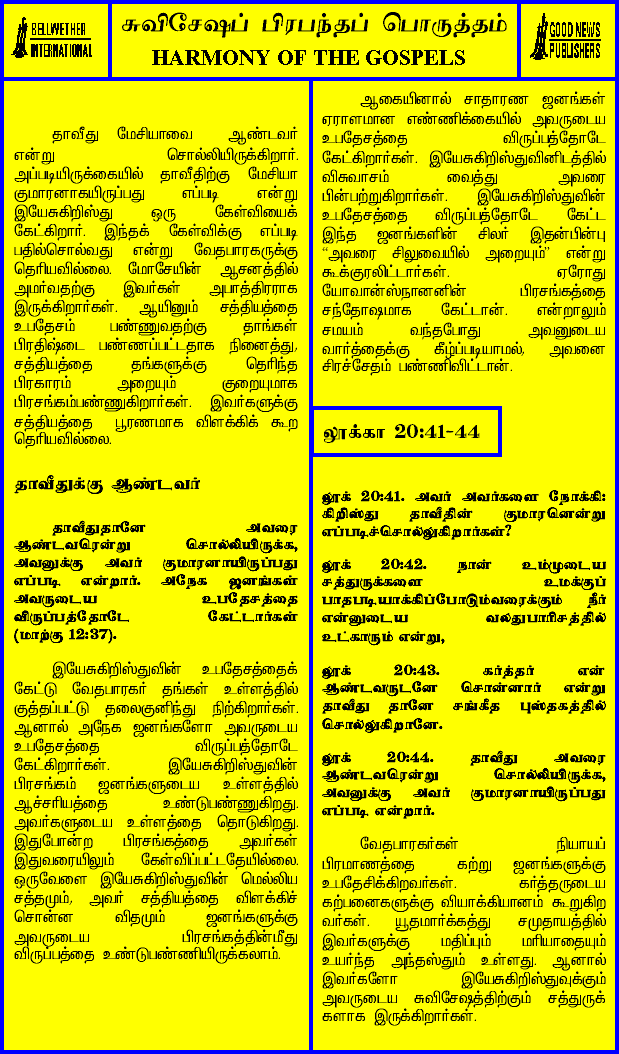 BELLWETHER
INTERNATIONAL
சுவிசேஷப் பிரபந்தப் பொருத்தம்
HARMONY OF THE GOSPELS
GOOD NEWS
PUBLISHERS
தாவீது மேசியாவை ஆண்டவர்
என்று சொல்லியிருக்கிறார்.
அப்படியிருக்கையில் தாவீதிற்கு மேசியா
குமாரனாகயிருப்பது எப்படி என்று
இயேசுகிறிஸ்து ஒரு கேள்வியைக்
கேட்கிறார். இந்தக் கேள்விக்கு எப்படி
பதில்சொல்வது என்று வேதபாரகருக்கு
தெரியவில்லை. மோசேயின் ஆசனத்தில்
அமர்வதற்கு இவர்கள் அபாத்திரராக
இருக்கிறார்கள். ஆயினும் சத்தியத்தை
உபதேசம் பண்ணுவதற்கு தாங்கள்
பிரதிஷ்டை பண்ணப்பட்டதாக நினைத்து,
சத்தியத்தை தங்களுக்கு தெரிந்த
பிரகாரம் அறையும் குறையுமாக
பிரசங்கம்பண்ணுகிறார்கள். இவர்களுக்கு
சத்தியத்தை பூரணமாக விளக்கிக் கூற
தெரியவில்லை.
தாவீதுக்கு ஆண்டவர்
தாவீதுதானே அவரை
ஆண்டவரென்று சொல்லியிருக்க,
அவனுக்கு அவர் குமாரனாயிருப்பது
எப்படி என்றார். அநேக ஜனங்கள்
அவருடைய உபதேசத்தை
விருப்பத்தோடே கேட்டார்கள்
(மாற்கு 12:37).
இயேசுகிறிஸ்துவின் உபதேசத்தைக்
கேட்டு வேதபாரகர் தங்கள் உள்ளத்தில்
குத்தப்பட்டு தலைகுனிந்து நிற்கிறார்கள்.
ஆனால் அநேக ஜனங்களோ அவருடைய
உபதேசத்தை விருப்பத்தோடே
கேட்கிறார்கள். இயேசுகிறிஸ்துவின்
பிரசங்கம் ஜனங்களுடைய உள்ளத்தில்
ஆச்சரியத்தை உண்டுபண்ணுகிறது.
அவர்களுடைய உள்ளத்தை தொடுகிறது.
இதுபோன்ற பிரசங்கத்தை அவர்கள்
இதுவரையிலும் கேள்விப்பட்டதேயில்லை.
ஒருவேளை இயேசுகிறிஸ்துவின் மெல்லிய
சத்தமும், அவர் சத்தியத்தை விளக்கிச்
சொன்ன விதமும் ஜனங்களுக்கு
அவருடைய பிரசங்கத்தின்மீது
விருப்பத்தை உண்டுபண்ணியிருக்கலாம்.
ஆகையினால் சாதாரண ஜனங்கள்
ஏராளமான எண்ணிக்கையில் அவருடைய
உபதேசத்தை விருப்பத்தோடே
கேட்கிறார்கள். இயேசுகிறிஸ்துவினிடத்தில்
விசுவாசம் வைத்து அவரை
பின்பற்றுகிறார்கள். இயேசுகிறிஸ்துவின்
உபதேசத்தை விருப்பத்தோடே கேட்ட
இந்த ஜனங்களின் சிலர் இதன்பின்பு
“அவரை சிலுவையில் அறையும்” என்று
கூக்குரலிட்டார்கள். ஏரோது
யோவான்ஸ்நானனின் பிரசங்கத்தை
சந்தோஷமாக கேட்டான். என்றாலும்
சமயம் வந்தபோது அவனுடைய
வார்த்தைக்கு கீழ்ப்படியாமல், அவனை
சிரச்சேதம் பண்ணிவிட்டான்.
லூக்கா 20:41-44
லூக் 20:41. அவர் அவர்களை நோக்கி:
கிறிஸ்து தாவீதின் குமாரனென்று
எப்படிச்சொல்லுகிறார்கள்?
லூக் 20:42. நான் உம்முடைய
சத்துருக்களை உமக்குப்
பாதபடியாக்கிப்போடும்வரைக்கும் நீர்
என்னுடைய வலதுபாரிசத்தில்
உட்காரும் என்று,
லூக் 20:43. கர்த்தர் என்
ஆண்டவருடனே சொன்னார் என்று
தாவீது தானே சங்கீத புஸ்தகத்தில்
சொல்லுகிறானே.
லூக் 20:44. தாவீது அவரை
ஆண்டவரென்று சொல்லியிருக்க,
அவனுக்கு அவர் குமாரனாயிருப்பது
எப்படி என்றார்.
வேதபாரகர்கள் நியாயப்
பிரமாணத்தை கற்று ஜனங்களுக்கு
உபதேசிக்கிறவர்கள். கர்த்தருடைய
கற்பனைகளுக்கு வியாக்கியானம் கூறுகிற
வர்கள். யூதமார்க்கத்து சமுதாயத்தில்
இவர்களுக்கு மதிப்பும் மரியாதையும்
உயர்ந்த அந்தஸ்தும் உள்ளது. ஆனால்
இவர்களோ இயேசுகிறிஸ்துவுக்கும்
அவருடைய சுவிசேஷத்திற்கும் சத்துருக்
களாக இருக்கிறார்கள்.